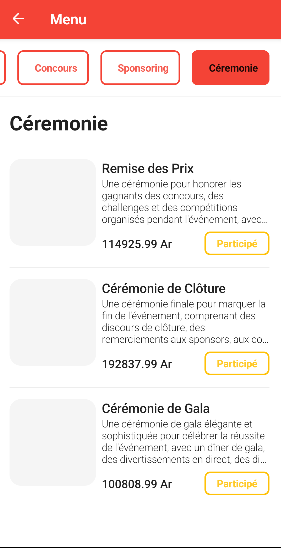 Menu
Concours
Sponsoring
Céremonie
Céremonie
Remise des Prix
Une cérémonie pour honorer les
gagnants des concours, des
challenges et des compétitions
organisés pendant l'événement, avec...
114925.99 Ar
Participé
Cérémonie de Clôture
Une cérémonie finale pour marquer la
fin de l'événement, comprenant des
discours de clôture, des
remerciements aux sponsors, aux co...
192837.99 Ar
Participé
Cérémonie de Gala
Une cérémonie de gala élégante et
sophistiquée pour célébrer la réussite
de l'événement, avec un dîner de gala,
des divertissements en direct, des di...
100808.99 Ar
Participé